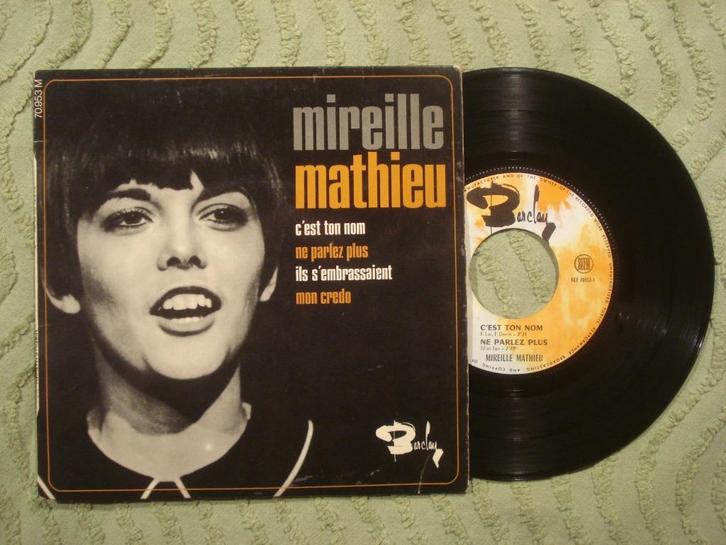 70.953 M
mireille
mathieu
c'est ton nom
ne parlez plus
ils s'embrassaient
mon credo
Barclay
Barclay
C'EST TON NOM
NE PARLEZ PLUS
MIREILLE MATHIEU